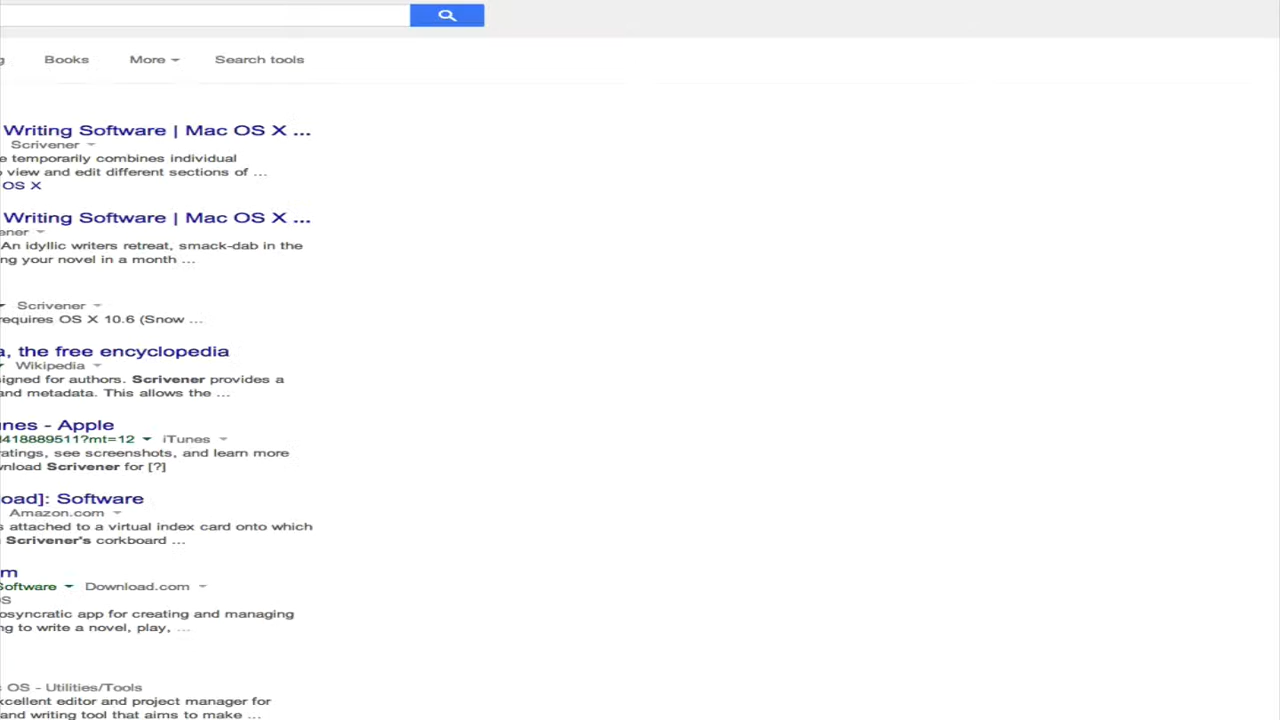 Books More Search tools
Writing Software | Mac OS X ...
Scrivener
temporarily combines individual
view and edit different sections of ...
OS X
Writing Software | Mac OS X ...
ener
An idyllic writers retreat, smack-dab in the
ng your novel in a month ...
Scrivener
requires OS X 10.6 (Snow ...
a, the free encyclopedia
Wikipedia
signed for authors. Scrivener provides a
and metadata. This allows the ...
unes - Apple
418889511?mt=12 iTunes
ratings, see screenshots, and learn more
wnload Scrivener for [?]
oad]: Software
Amazon.com
s attached to a virtual index card onto which
Scrivener's corkboard ...
m
Software Download.com
OS
osyncratic app for creating and managing
ng to write a novel, play, ...
OS - Utilities/Tools
xcellent editor and project manager for
and writing tool that aims to make ...